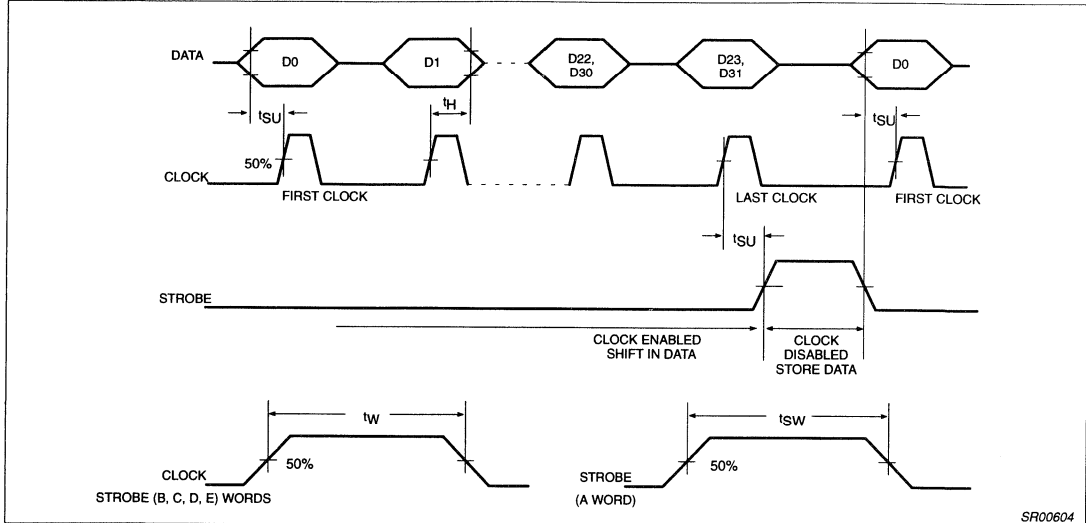 DATA
D0
D1
D22,
D30
D23,
D31
D0
tSU
tH
tSU
50%
CLOCK
FIRST CLOCK
LAST CLOCK
FIRST CLOCK
tSU
STROBE
CLOCK ENABLED
SHIFT IN DATA
CLOCK
DISABLED
STORE DATA
tW
tSW
50%
50%
CLOCK
STROBE (B, C, D, E) WORDS
STROBE
(A WORD)
SR00604